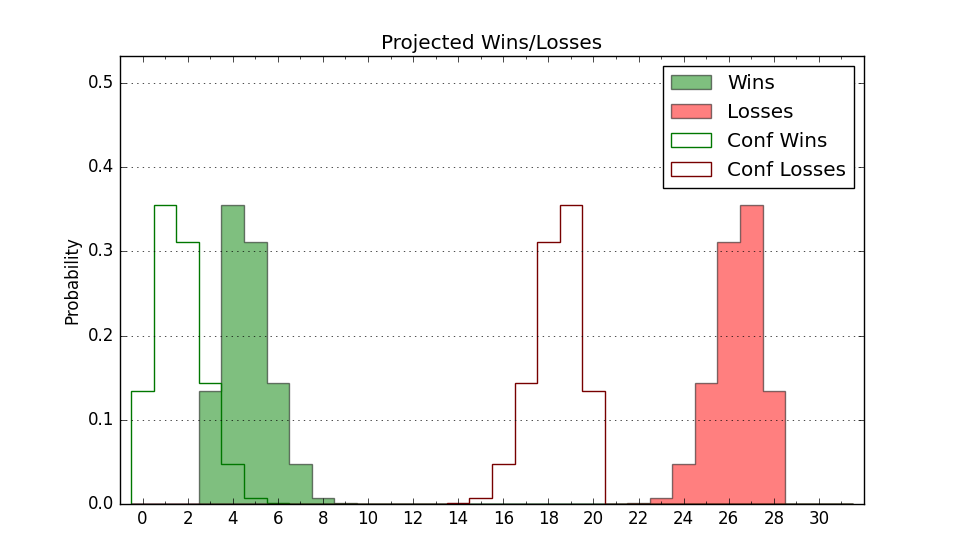 Projected Wins/Losses
0.5
0.4
0.3
0.2
0.1
0.0
Probability
Wins
Losses
Conf Wins
Conf Losses
0 2 4 6 8 10 12 14 16 18 20 22 24 26 28 30